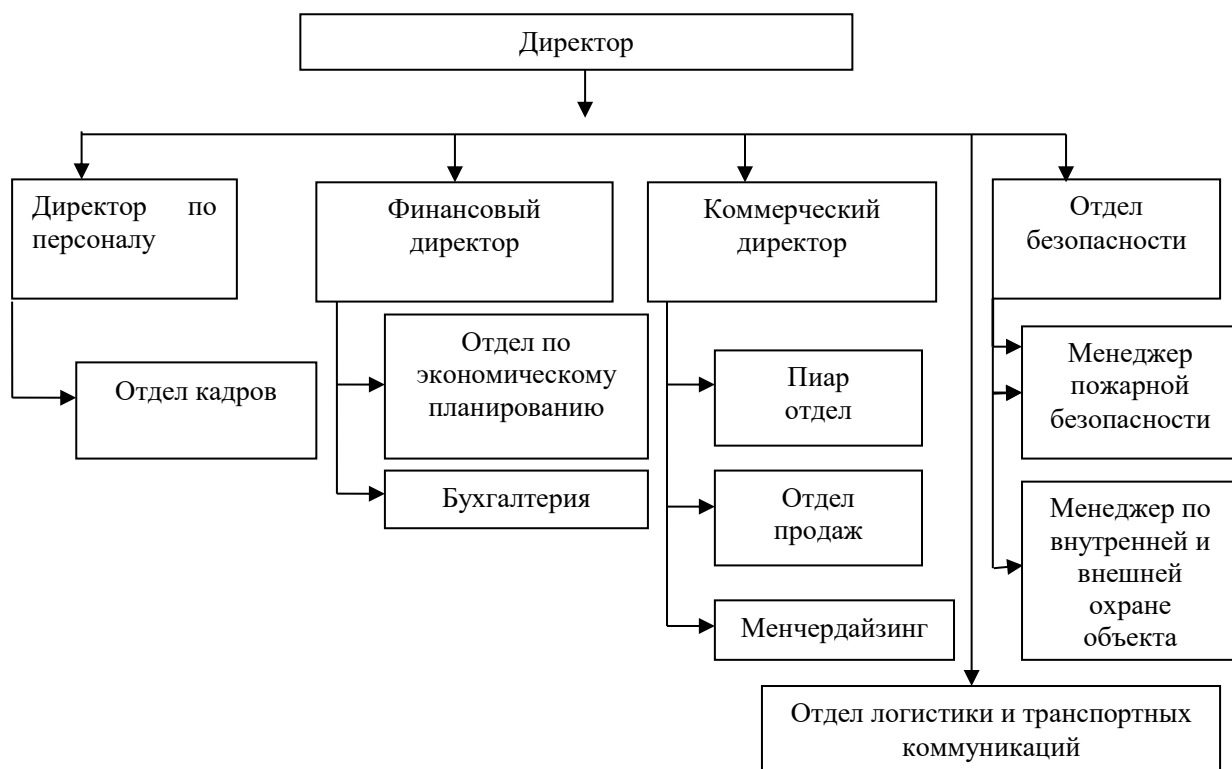 Директор
Директор по
персоналу
Финансовый
директор
Коммерческий
директор
Отдел
безопасности
Отдел кадров
Отдел по
экономическому
планированию
Бухгалтерия
Пиар
отдел
Отдел
продаж
Менчердайзинг
Менеджер
пожарной
безопасности
Менеджер по
внутренней и
внешней
охране
объекта
Отдел логистики и транспортных
коммуникаций